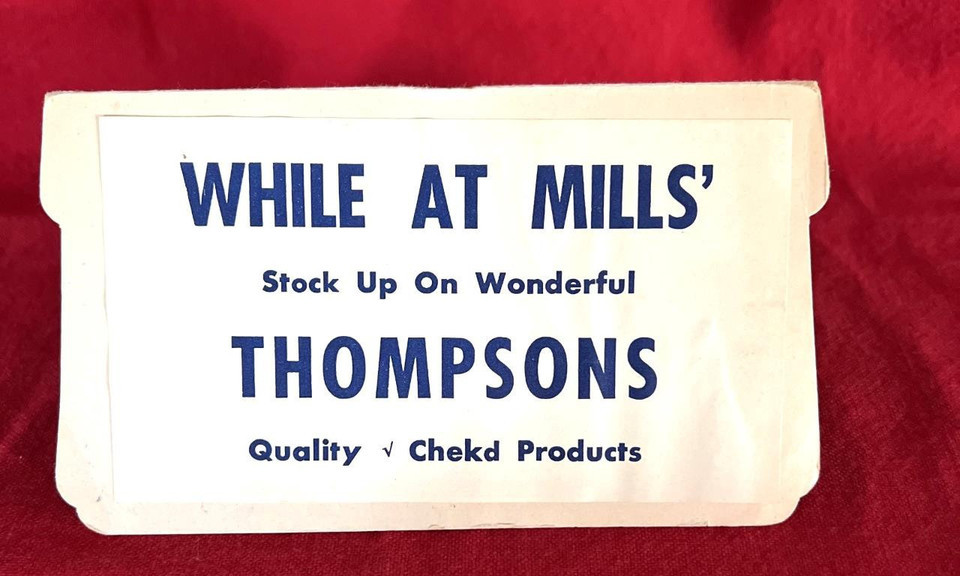 WHILE AT MILLS’
Stock Up On Wonderful
THOMPSONS
Quality √ Chekd Products